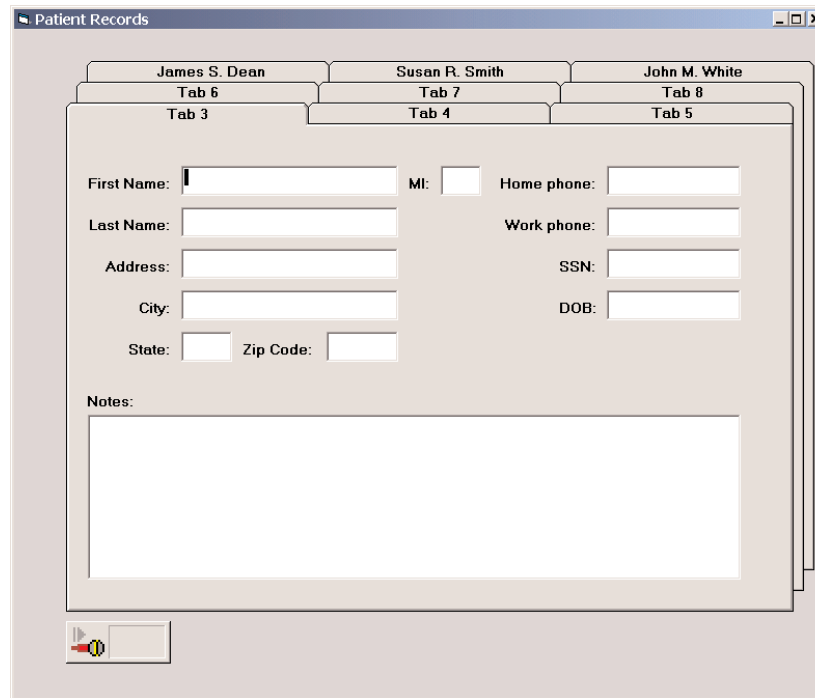 Patient Records
James S. Dean Susan R. Smith John M. White
Tab 6 Tab 7 Tab 8
Tab 3 Tab 4 Tab 5
First Name: MI: Home phone:
Last Name: Work phone:
Address: SSN:
City: DOB:
State: Zip Code:
Notes: